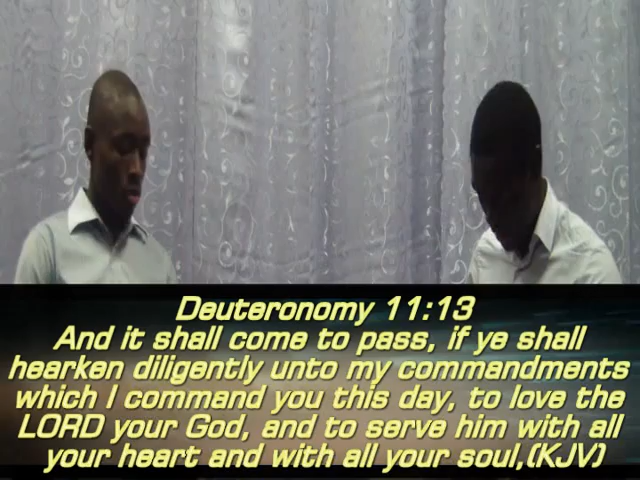 Deuteronomy 11:13
And it shall come to pass, if ye shall
hearken diligently unto my commandments
which I command you this day, to love the
LORD your God, and to serve him with all
your heart and with all your soul,(KJV)